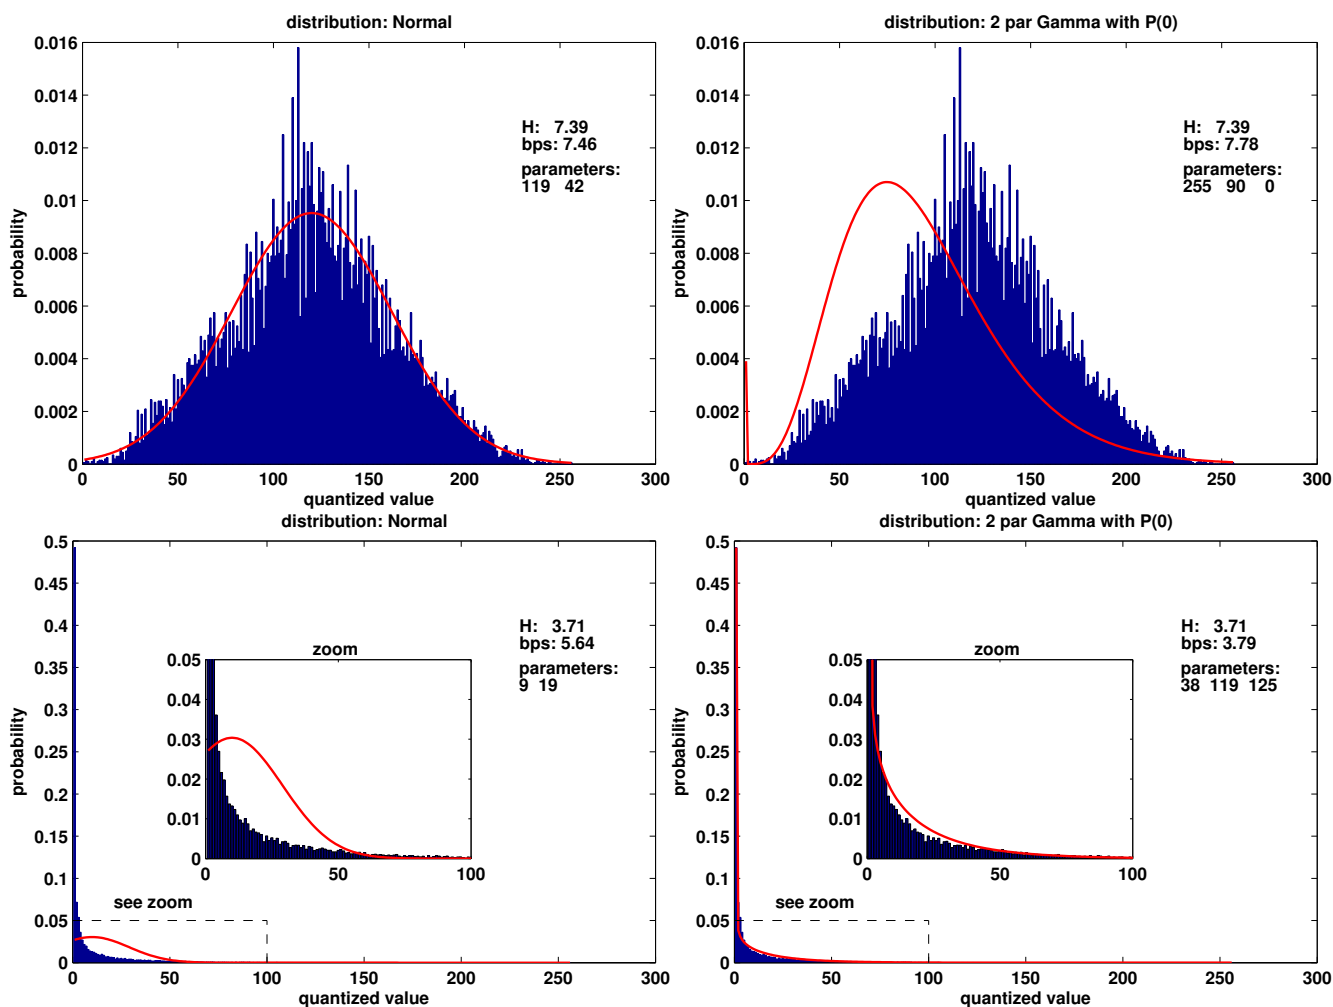 distribution: Normal
0.016
0.014
0.012
0.01
0.008
0.006
0.004
0.002
0
probability
H: 7.39
bps: 7.46
parameters:
119 42
0 50 100 150 200 250 300
quantized value
distribution: 2 par Gamma with P(0)
0.016
0.014
0.012
0.01
0.008
0.006
0.004
0.002
0
probability
H: 7.39
bps: 7.78
parameters:
255 90 0
0 50 100 150 200 250 300
quantized value
distribution: Normal
0.5
0.45
0.4
0.35
0.3
0.25
0.2
0.15
0.1
0.05
0
probability
H: 3.71
bps: 5.64
parameters:
9 19
zoom
0.05
0.04
0.03
0.02
0.01
0
0 50 100
see zoom
0 50 100 150 200 250 300
quantized value
distribution: 2 par Gamma with P(0)
0.5
0.45
0.4
0.35
0.3
0.25
0.2
0.15
0.1
0.05
0
probability
H: 3.71
bps: 3.79
parameters:
38 119 125
zoom
0.05
0.04
0.03
0.02
0.01
0
0 50 100
see zoom
0 50 100 150 200 250 300
quantized value